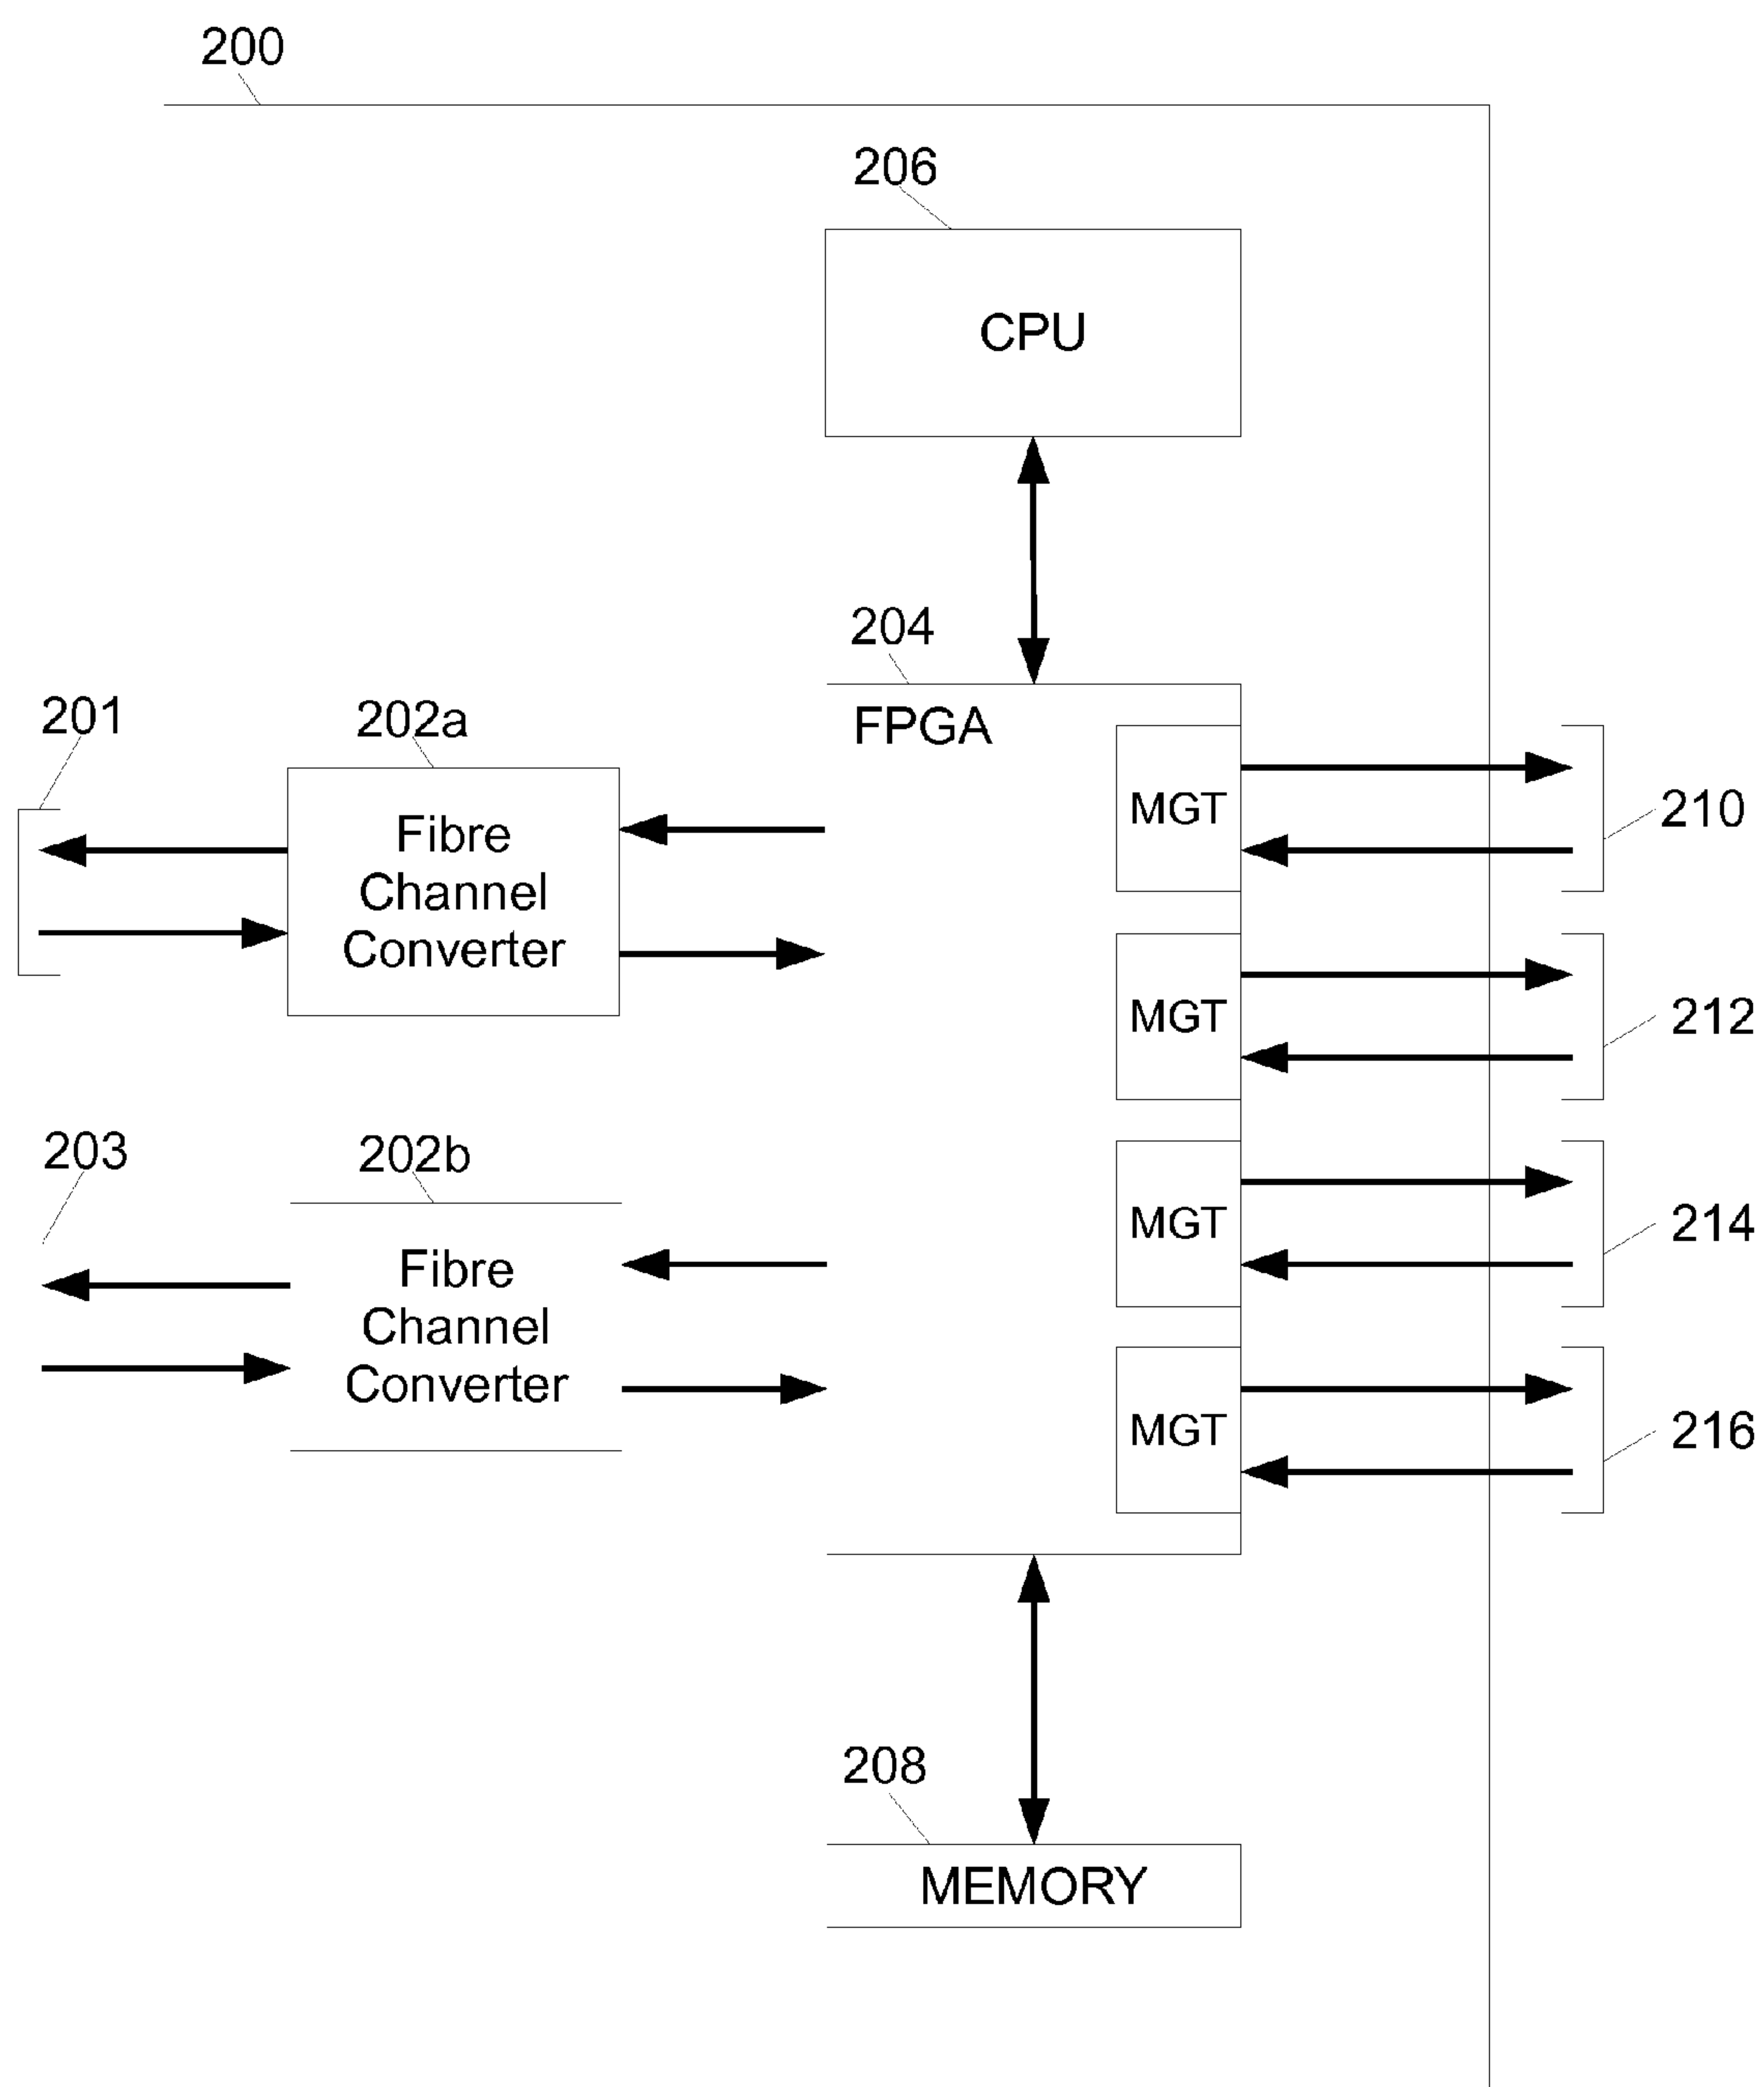 200
206
CPU
204
FPGA
201
202a
Fibre
Channel
Converter
MGT
210
MGT
212
203
202b
Fibre
Channel
Converter
MGT
214
MGT
216
208
MEMORY